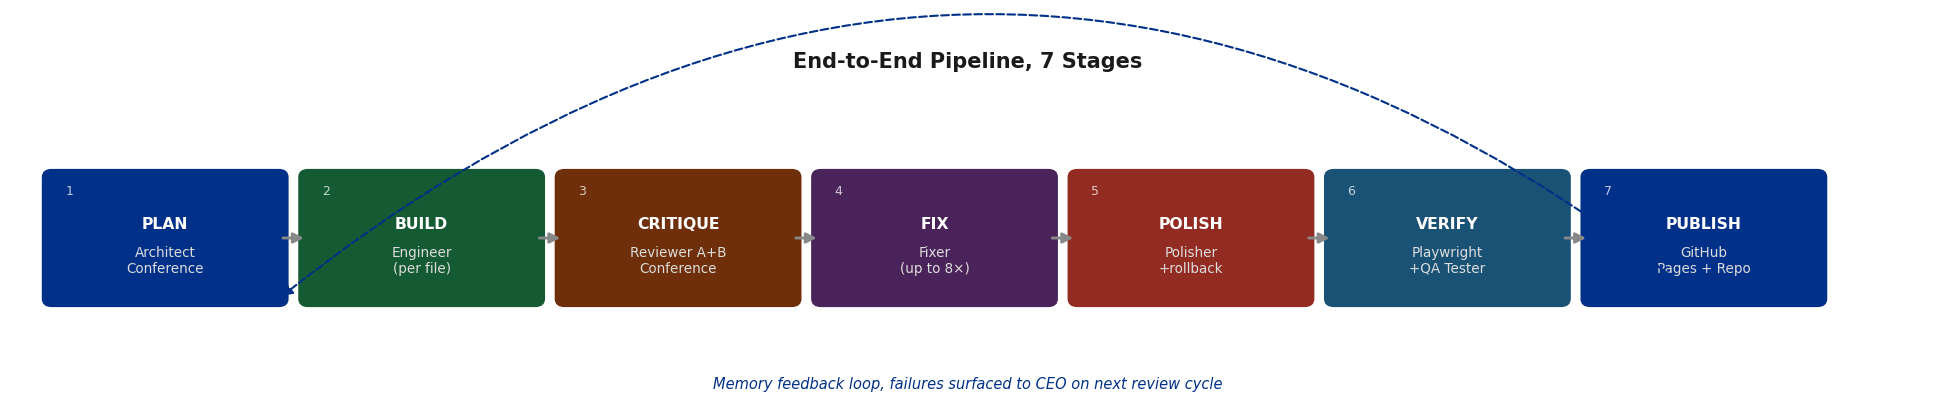 End-to-End Pipeline, 7 Stages
1
PLAN
Architect
Conference
2
BUILD
Engineer
(per file)
3
CRITIQUE
Reviewer A+B
Conference
4
FIX
Fixer
(up to 8×)
5
POLISH
Polisher
+rollback
6
VERIFY
Playwright
+QA Tester
7
PUBLISH
GitHub
Pages + Repo
Memory feedback loop, failures surfaced to CEO on next review cycle